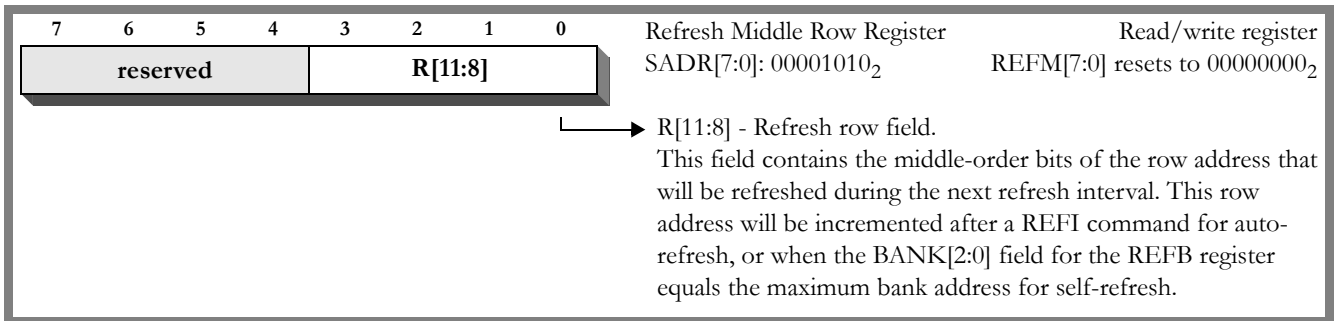 7 6 5 4 3 2 1 0
reserved R[11:8]
Refresh Middle Row Register Read/write register
SADR[7:0]: 00001010₂ REFM[7:0] resets to 00000000₂
R[11:8] - Refresh row field.
This field contains the middle-order bits of the row address that
will be refreshed during the next refresh interval. This row
address will be incremented after a REFI command for auto-
refresh, or when the BANK[2:0] field for the REFB register
equals the maximum bank address for self-refresh.